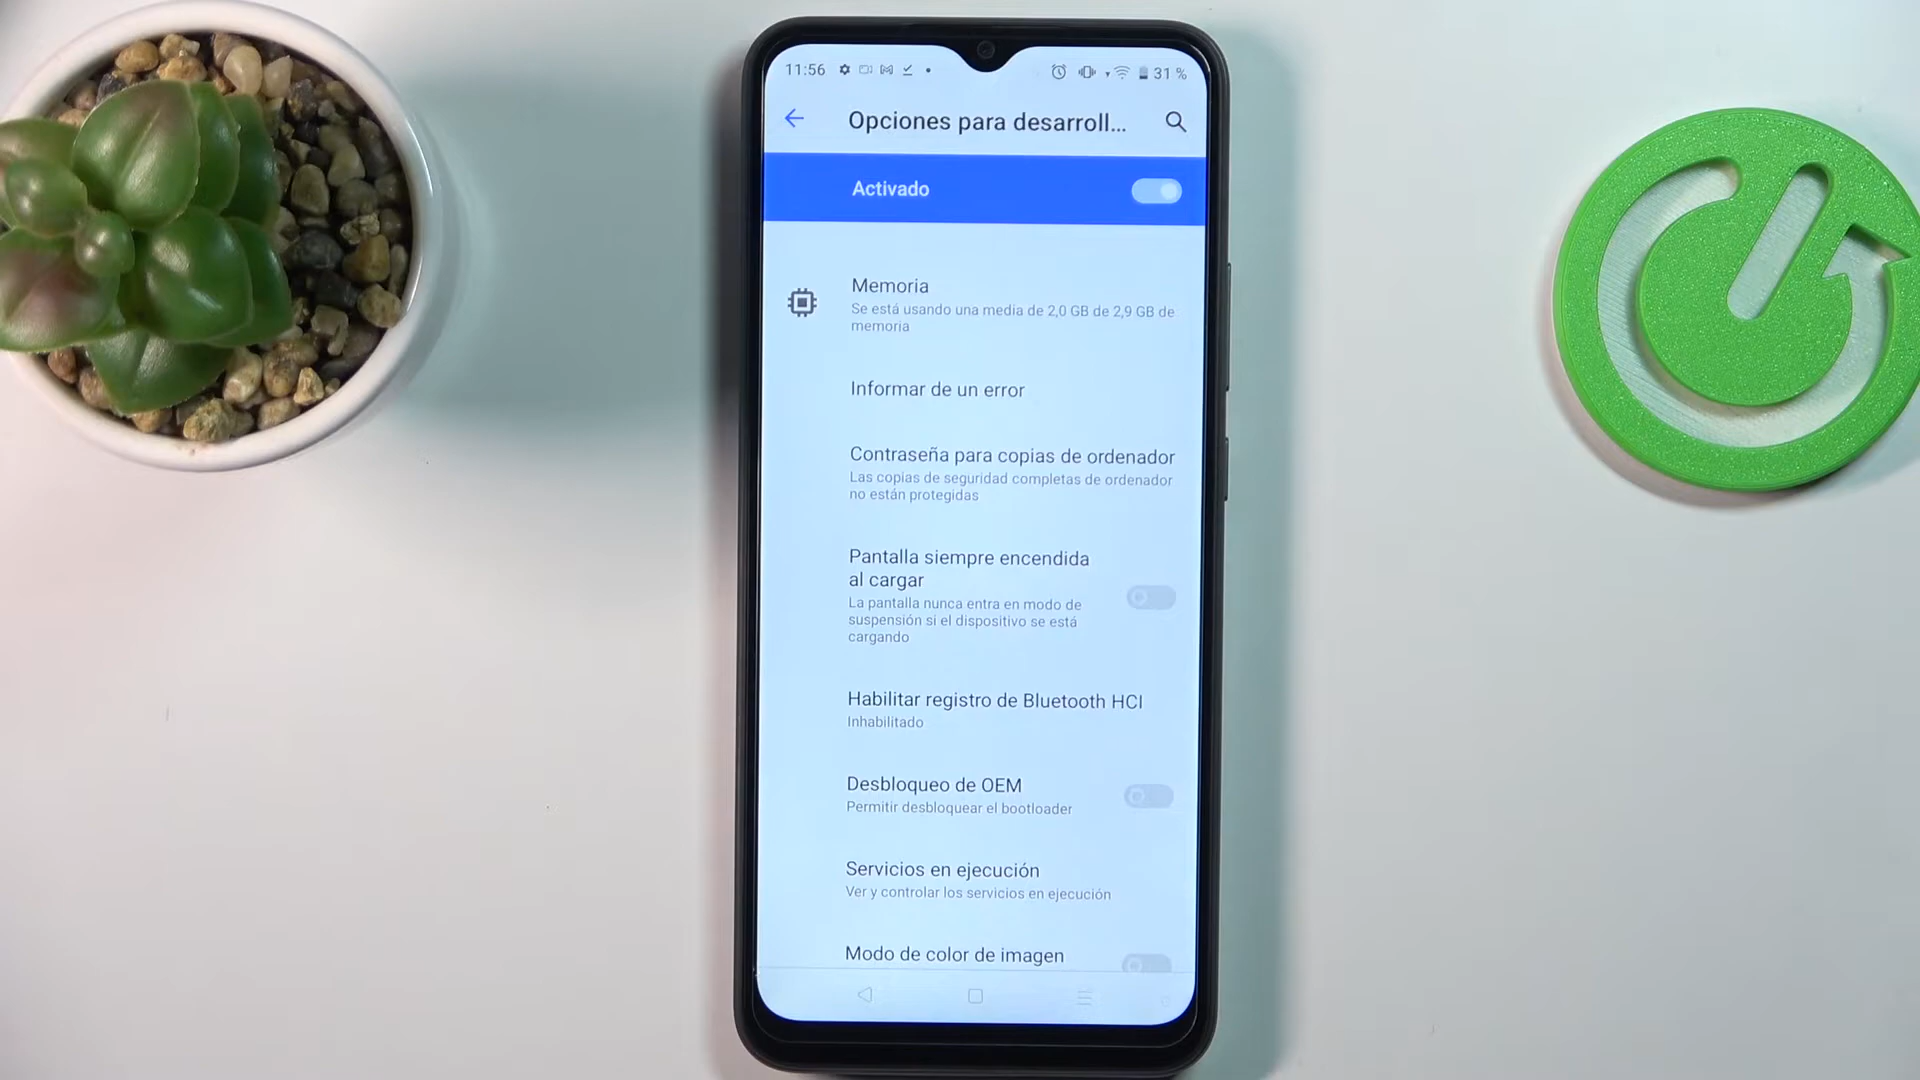 11:56
31 %
Opciones para desarroll...
Activado
Memoria
Se está usando una media de 2,0 GB de 2,9 GB de
memoria
Informar de un error
Contraseña para copias de ordenador
Las copias de seguridad completas de ordenador
no están protegidas
Pantalla siempre encendida
al cargar
La pantalla nunca entra en modo de
suspensión si el dispositivo se está
cargando
Habilitar registro de Bluetooth HCI
Inhabilitado
Desbloqueo de OEM
Permitir desbloquear el bootloader
Servicios en ejecución
Ver y controlar los servicios en ejecución
Modo de color de imagen